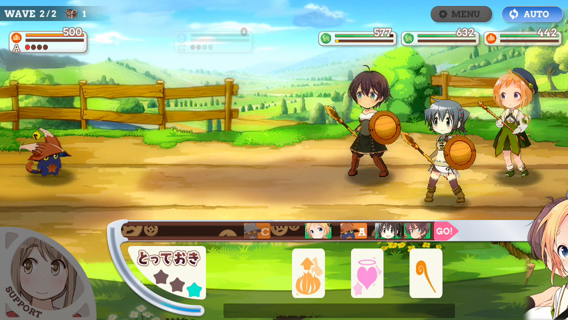 WAVE 2/2 1
MENU
AUTO
500
A
0
577
632
442
C
A
GO!
とっておき
SUPPORT